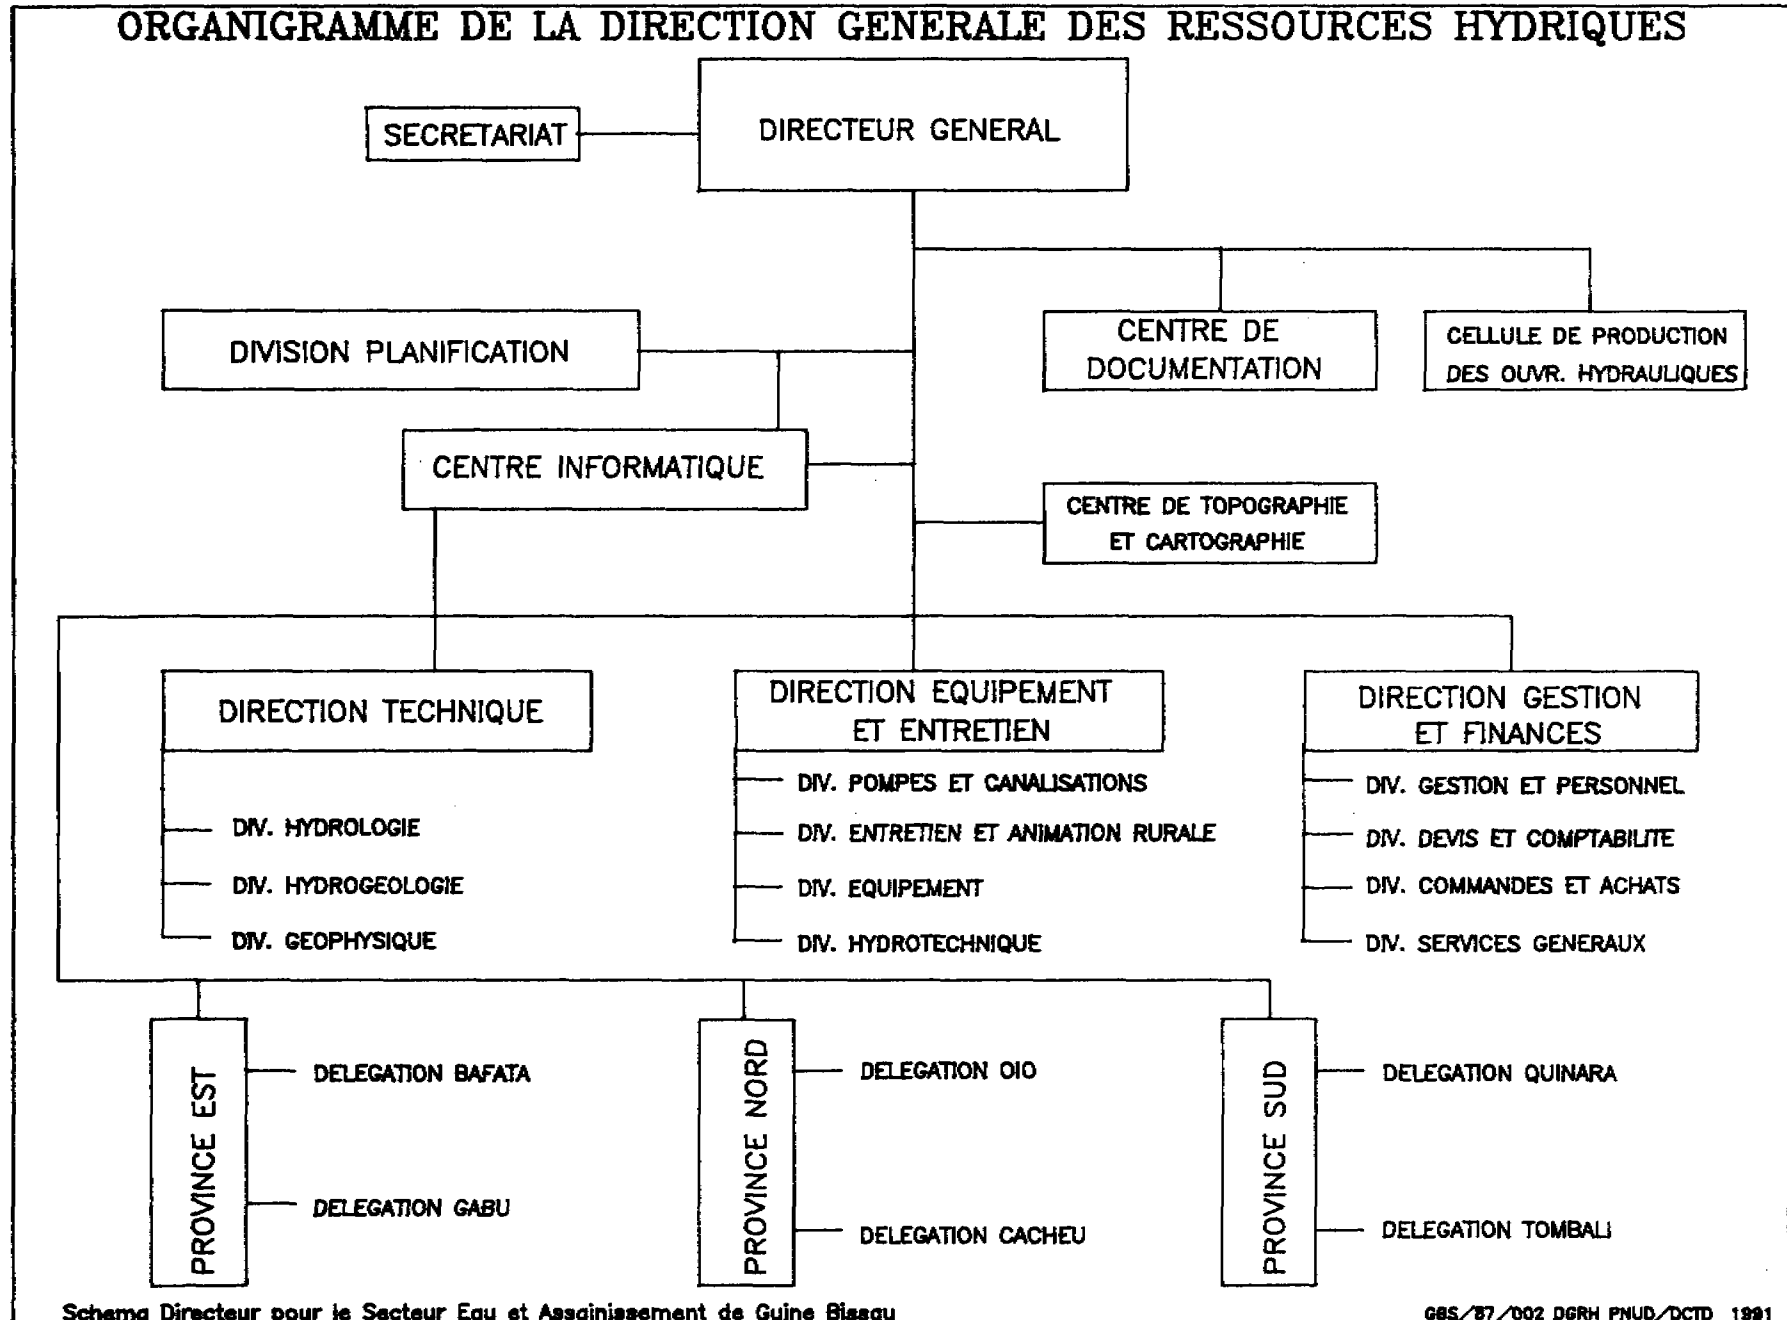 ORGANIGRAMME DE LA DIRECTION GENERALE DES RESSOURCES HYDRIQUES
SECRETARIAT
DIRECTEUR GENERAL
DIVISION PLANIFICATION
CENTRE DE
DOCUMENTATION
CELLULE DE PRODUCTION
DES OUVR. HYDRAULIQUES
CENTRE INFORMATIQUE
CENTRE DE TOPOGRAPHIE
ET CARTOGRAPHIE
DIRECTION TECHNIQUE
DIV. HYDROLOGIE
DIV. HYDROGEOLOGIE
DIV. GEOPHYSIQUE
DIRECTION EQUIPEMENT
ET ENTRETIEN
DIV. POMPES ET CANALISATIONS
DIV. ENTRETIEN ET ANIMATION RURALE
DIV. EQUIPEMENT
DIV. HYDROTECHNIQUE
DIRECTION GESTION
ET FINANCES
DIV. GESTION ET PERSONNEL
DIV. DEVIS ET COMPTABILITE
DIV. COMMANDES ET ACHATS
DIV. SERVICES GENERAUX
PROVINCE EST
DELEGATION BAFATA
DELEGATION GABU
PROVINCE NORD
DELEGATION OIO
DELEGATION CACHEU
PROVINCE SUD
DELEGATION QUINARA
DELEGATION TOMBALI
Schema Directeur pour le Secteur Eau et Assainissement de Guine Bissau
GBS/87/002 DGRH PNUD/DCTD 1991